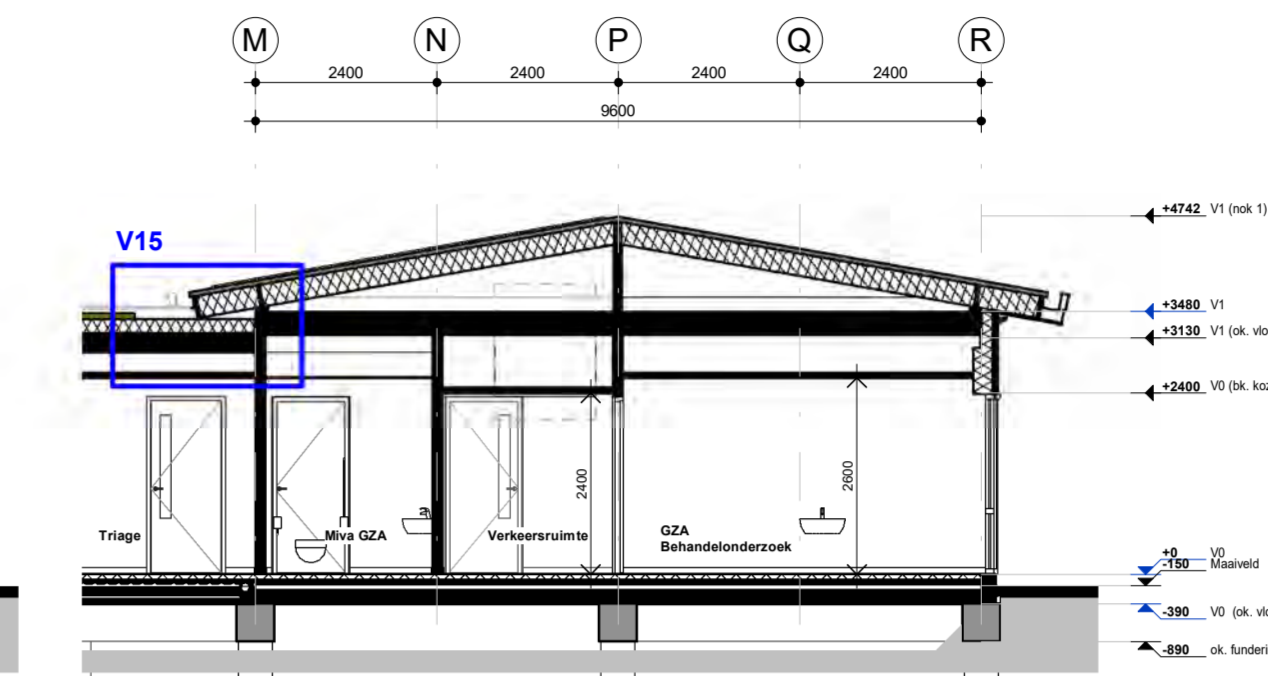 M N P Q R
2400 2400 2400 2400
9600
+4742 V1 (nok 1)
V15
+3480 V1
+3130 V1 (ok. vlo
+2400 V0 (bk. koz
2400
2600
Triage
Miva GZA
Verkeersruimte
GZA
Behandelonderzoek
+0 V0
-150 Maaiveld
-390 V0 (ok. vlo
-890 ok. funderi